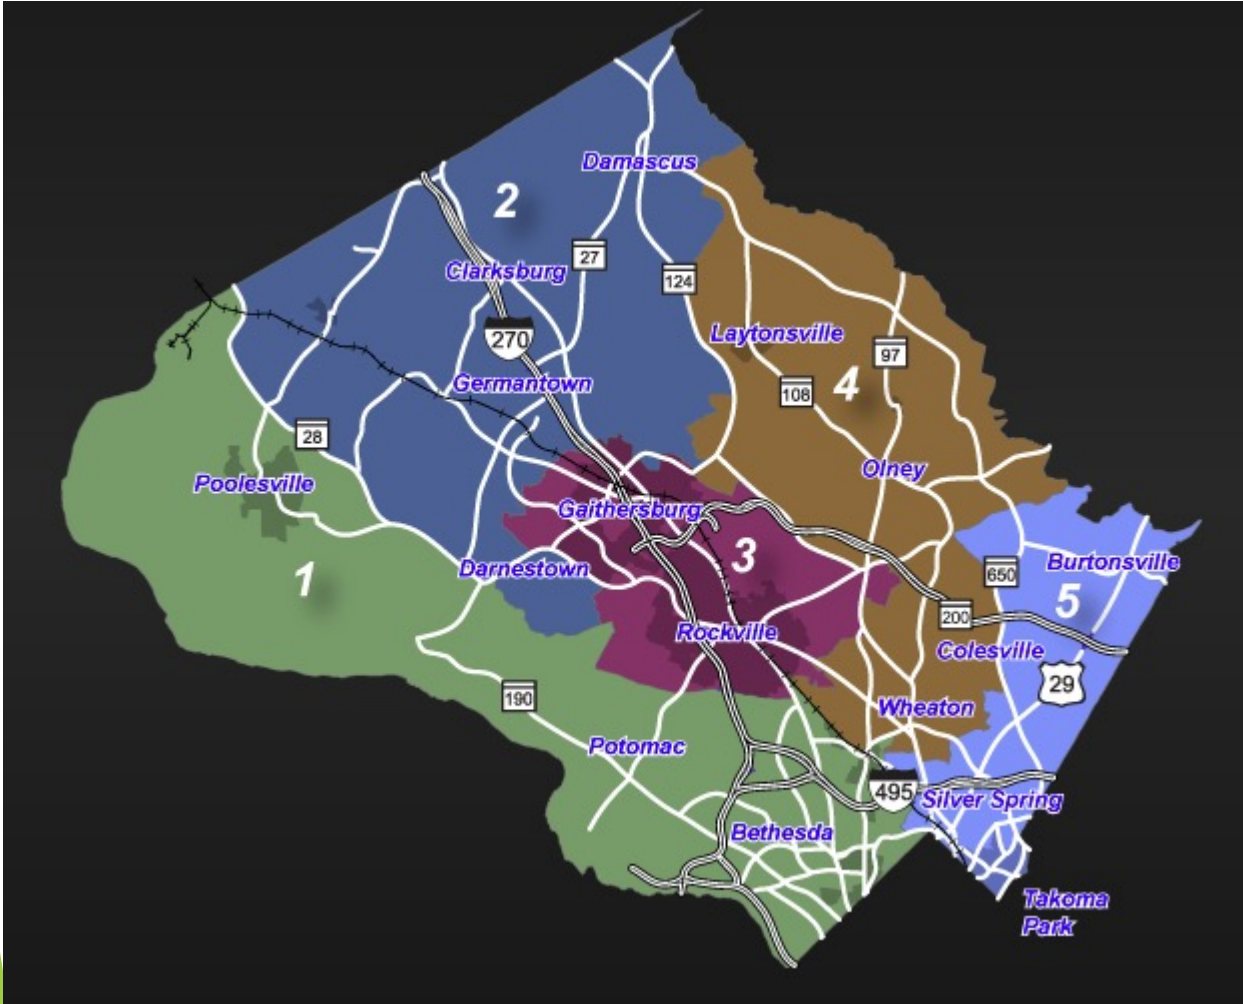 Damascus
2
27
Clarksburg
124
270
Laytonsville
97
Germantown
4
108
28
Olney
Poolesville
Gaithersburg
3
Burtonsville
Darnestown
650
1
5
200
Rockville
Colesville
29
190
Wheaton
Potomac
495
Silver Spring
Bethesda
Takoma
Park